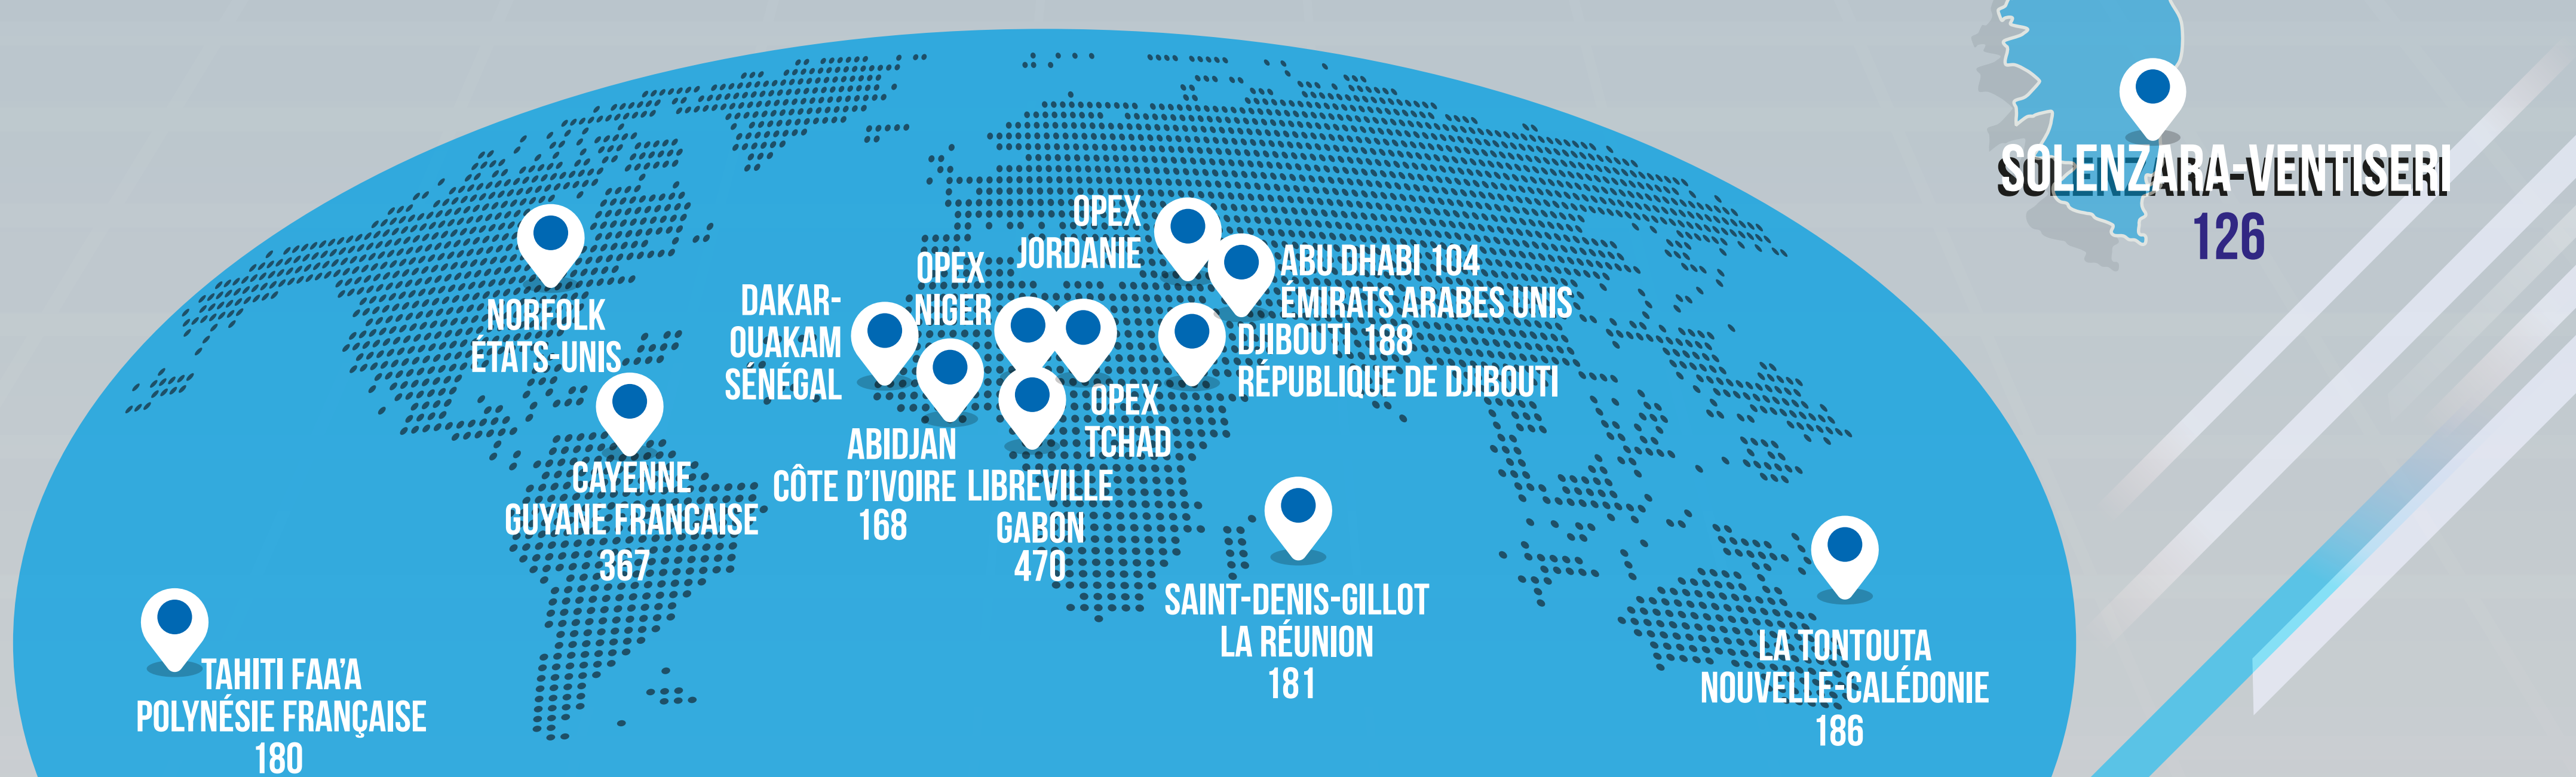 SOLENZARA-VENTISERI
126
OPEX
JORDANIE
ABU DHABI 104
ÉMIRATS ARABES UNIS
OPEX
NIGER
DAKAR-
OUAKAM
SÉNÉGAL
NORFOLK
ÉTATS-UNIS
DJIBOUTI 188
RÉPUBLIQUE DE DJIBOUTI
OPEX
TCHAD
ABIDJAN
CÔTE D'IVOIRE
168
LIBREVILLE
GABON
470
CAYENNE
GUYANE FRANCAISE
367
SAINT-DENIS-GILLOT
LA RÉUNION
181
LA TONTOUTA
NOUVELLE-CALÉDONIE
186
TAHITI FAA'A
POLYNÉSIE FRANÇAISE
180